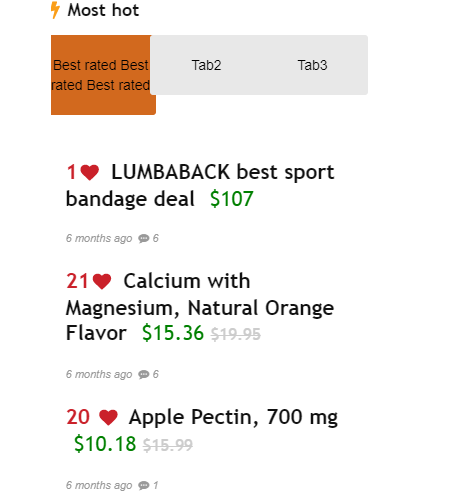 Most hot
Best rated Best
rated Best rated
Tab2
Tab3
1 LUMBABACK best sport
bandage deal $107
6 months ago 6
21 Calcium with
Magnesium, Natural Orange
Flavor $15.36 $19.95
6 months ago 6
20 Apple Pectin, 700 mg
$10.18 $15.99
6 months ago 1